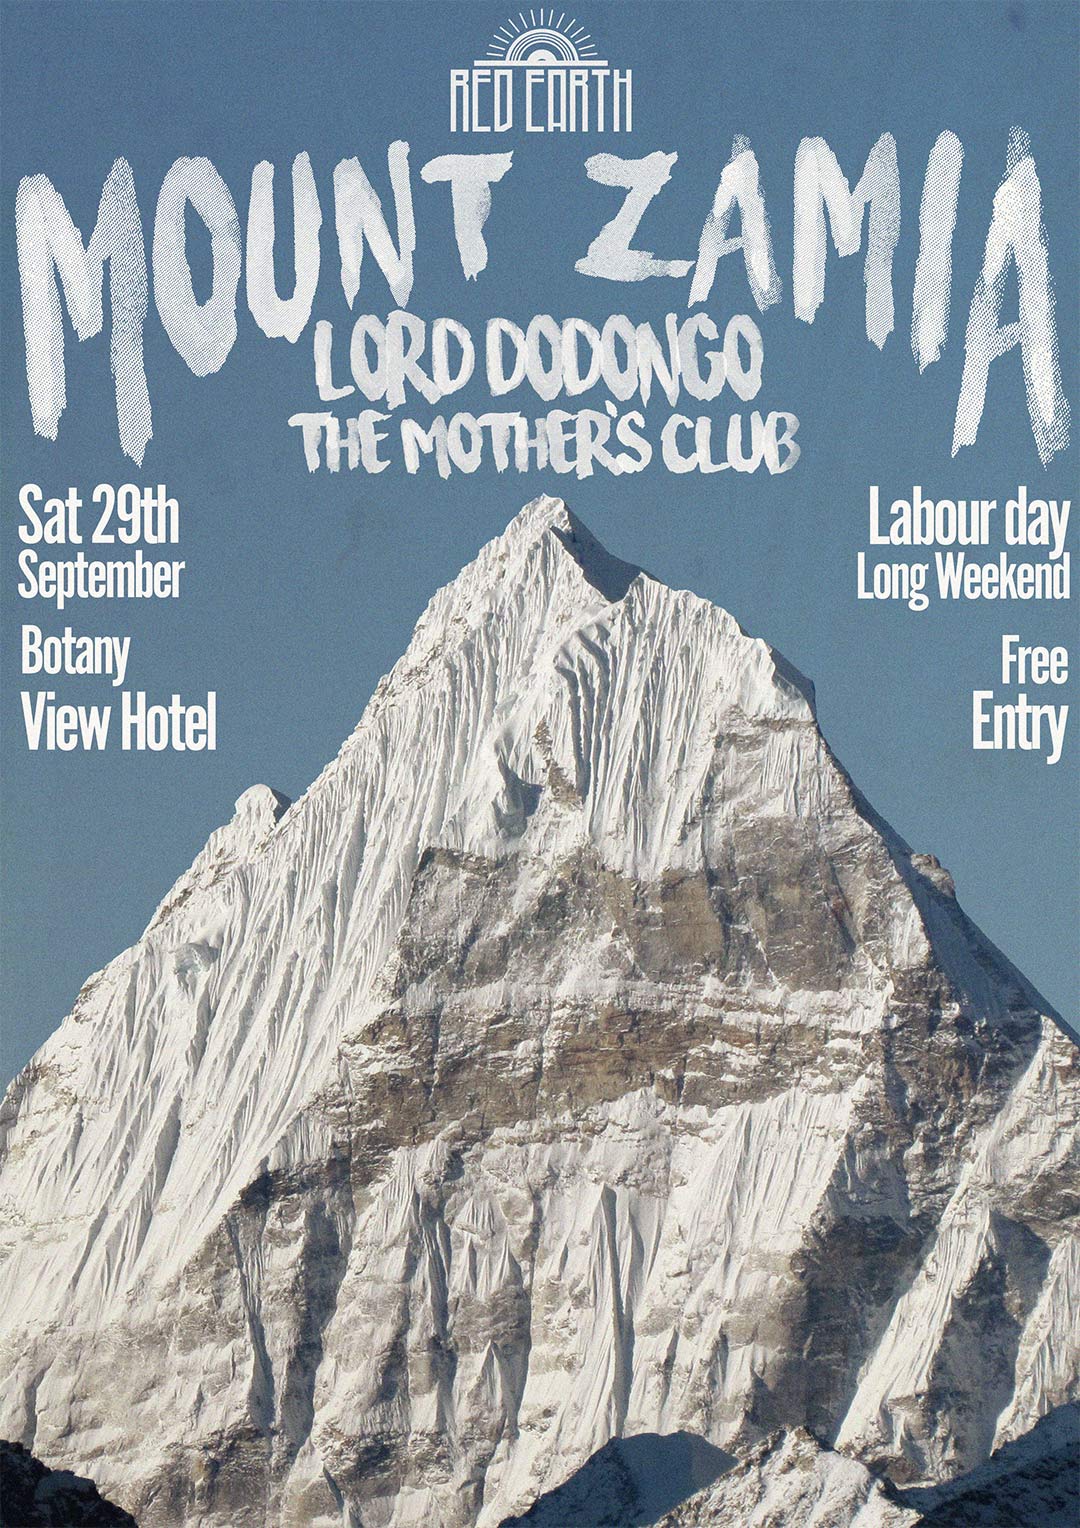 RED EARTH
MOUNT ZAMIA
LORD DODONGO
THE MOTHER'S CLUB
Sat 29th
September
Botany
View Hotel
Labour day
Long Weekend
Free
Entry